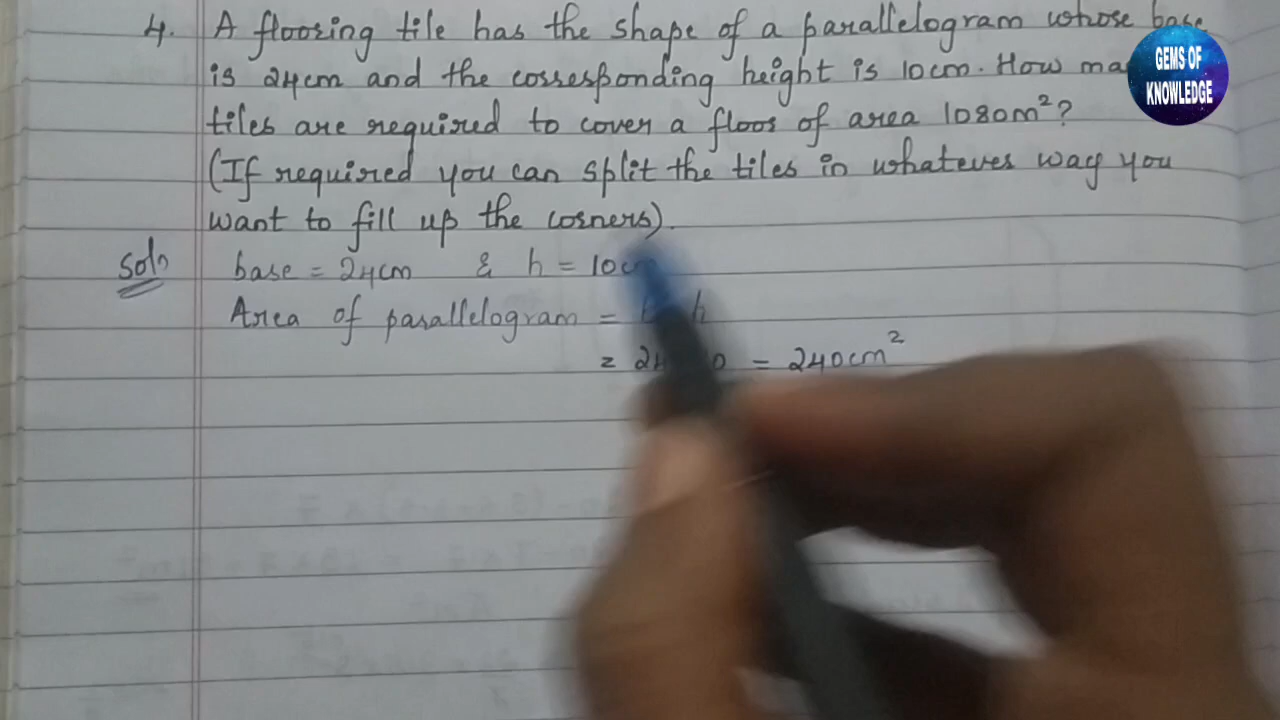 4. A flooring tile has the shape of a parallelogram whose base
is 24cm and the corresponding height is 10cm. How
tiles are required to cover a floor of area 1080m²?
(If required you can split the tiles in whatever way you
want to fill up the corners).
Soln base = 24cm & h = 10cm
Area of parallelogram = h
= = 240cm²
GEMS OF
KNOWLEDGE